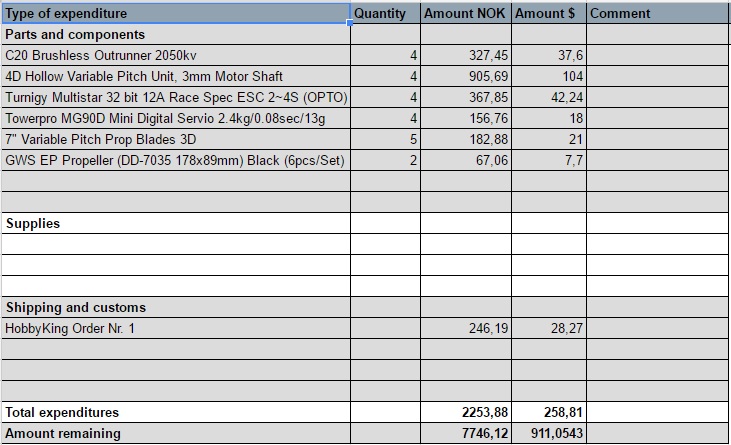 Type of expenditure Quantity Amount NOK Amount $ Comment
Parts and components
C20 Brushless Outrunner 2050kv 4 327,45 37,6
4D Hollow Variable Pitch Unit, 3mm Motor Shaft 4 905,69 104
Turnigy Multistar 32 bit 12A Race Spec ESC 2~4S (OPTO) 4 367,85 42,24
Towerpro MG90D Mini Digital Servio 2.4kg/0.08sec/13g 4 156,76 18
7" Variable Pitch Prop Blades 3D 5 182,88 21
GWS EP Propeller (DD-7035 178x89mm) Black (6pcs/Set) 2 67,06 7,7
Supplies
Shipping and customs
HobbyKing Order Nr. 1 246,19 28,27
Total expenditures 2253,88 258,81
Amount remaining 7746,12 911,0543